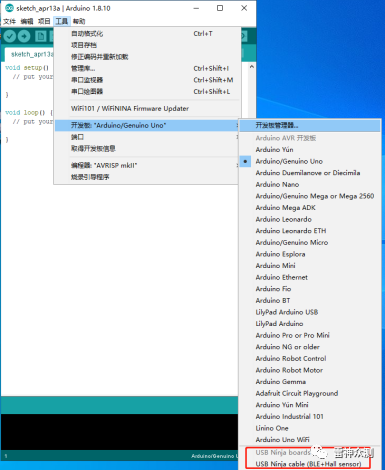 sketch_apr13a | Arduino 1.8.10
文件 编辑 项目 工具 帮助
sketch_apr13a
void setup()
// put your
}
void loop() {
// put your
}
自动格式化 Ctrl+T
项目存档
修正编码并重新加载
管理库... Ctrl+Shift+I
串口监视器 Ctrl+Shift+M
串口绘图器 Ctrl+Shift+L
WiFi101 / WiFiNINA Firmware Updater
开发板: "Arduino/Genuino Uno"
端口
取得开发板信息
编程器: "AVRISP mkII"
烧录引导程序
开发板管理器...
Arduino AVR 开发板
Arduino Yún
Arduino/Genuino Uno
Arduino Duemilanove or Diecimila
Arduino Nano
Arduino/Genuino Mega or Mega 2560
Arduino Mega ADK
Arduino Leonardo
Arduino Leonardo ETH
Arduino/Genuino Micro
Arduino Esplora
Arduino Mini
Arduino Ethernet
Arduino Fio
Arduino BT
LilyPad Arduino USB
LilyPad Arduino
Arduino Pro or Pro Mini
Arduino NG or older
Arduino Robot Control
Arduino Robot Motor
Arduino Gemma
Adafruit Circuit Playground
Arduino Yún Mini
Arduino Industrial 101
Linino One
Arduino Uno Wifi
USB Ninja boards
雷神众测
USB Ninja cable (BLE+Hall sensor)
1 Arduino/Genuino U